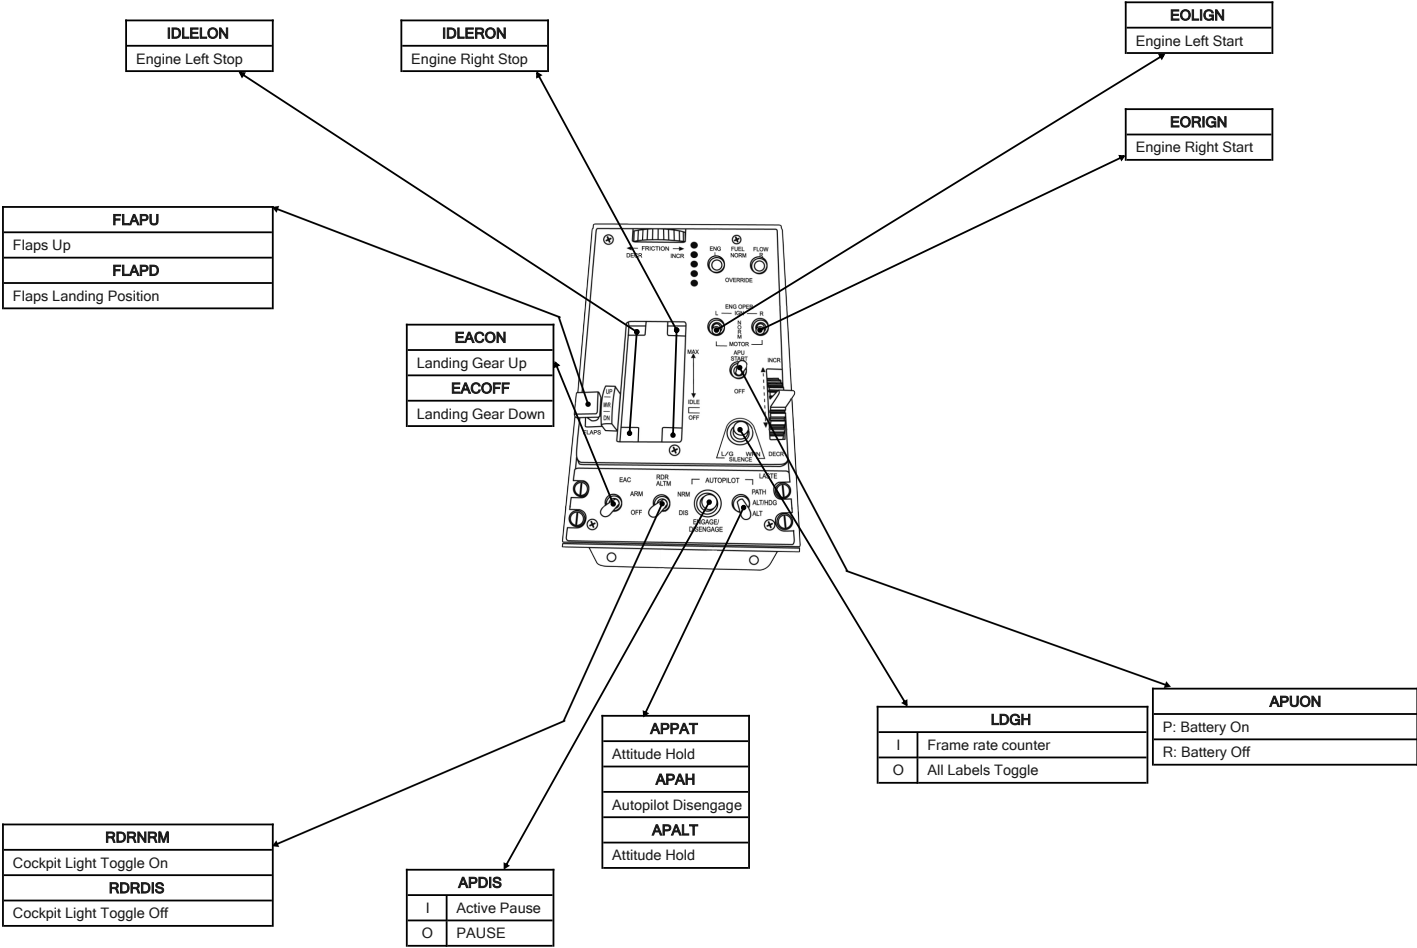 IDLELON
Engine Left Stop
IDLERON
Engine Right Stop
EOLIGN
Engine Left Start
EORIGN
Engine Right Start
FLAPU
Flaps Up
FLAPD
Flaps Landing Position
EACON
Landing Gear Up
EACOFF
Landing Gear Down
FRICTION
DECR INCR
ENG FUEL FLOW
L NORM R
OVERRIDE
ENG OPER
L IGN R
NORM
MOTOR
APU
START
OFF
MAX
IDLE
OFF
INCR
DECR
UP
MVR
DN
FLAPS
L/G WRN
SILENCE
EAC
ARM
OFF
RDR
ALTM
NRM
DIS
AUTOPILOT
ENGAGE/
DISENGAGE
LASTE
PATH
ALT/HDG
ALT
RDRNRM
Cockpit Light Toggle On
RDRDIS
Cockpit Light Toggle Off
APDIS
I Active Pause
O PAUSE
APPAT
Attitude Hold
APAH
Autopilot Disengage
APALT
Attitude Hold
LDGH
I Frame rate counter
O All Labels Toggle
APUON
P: Battery On
R: Battery Off